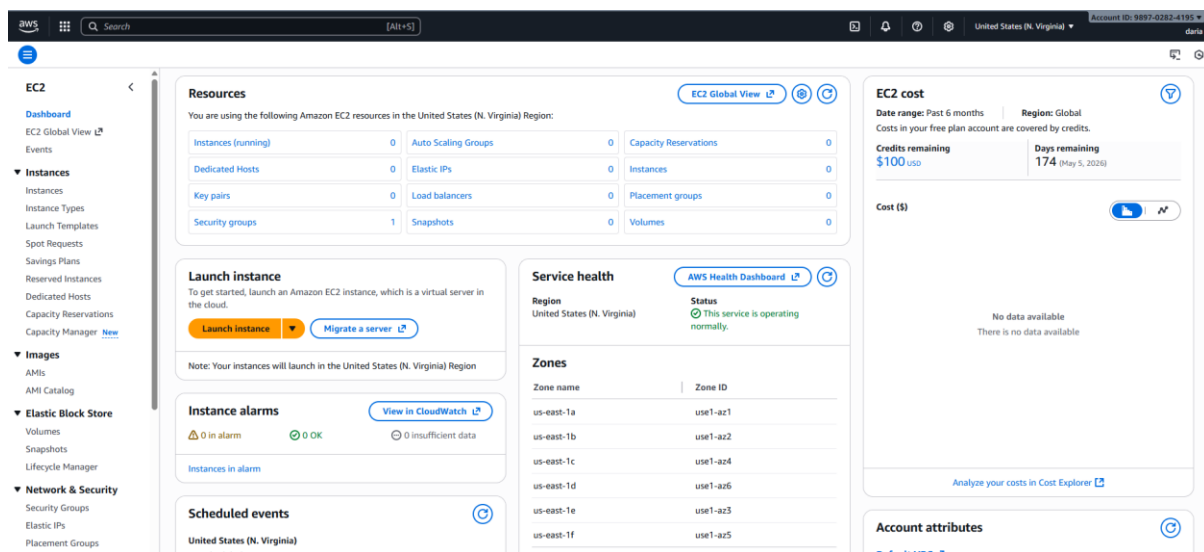 aws
Search [Alt+S]
United States (N. Virginia)
Account ID: 9897-0282-4195
daria
EC2
Dashboard
EC2 Global View
Events
Instances
Instances
Instance Types
Launch Templates
Spot Requests
Savings Plans
Reserved Instances
Dedicated Hosts
Capacity Reservations
Capacity Manager New
Images
AMIs
AMI Catalog
Elastic Block Store
Volumes
Snapshots
Lifecycle Manager
Network & Security
Security Groups
Elastic IPs
Placement Groups
Resources
EC2 Global View
You are using the following Amazon EC2 resources in the United States (N. Virginia) Region:
Instances (running) 0 Auto Scaling Groups 0 Capacity Reservations 0
Dedicated Hosts 0 Elastic IPs 0 Instances 0
Key pairs 0 Load balancers 0 Placement groups 0
Security groups 1 Snapshots 0 Volumes 0
Launch instance
To get started, launch an Amazon EC2 instance, which is a virtual server in
the cloud.
Launch instance Migrate a server
Note: Your instances will launch in the United States (N. Virginia) Region
Instance alarms
View in CloudWatch
0 in alarm 0 OK 0 insufficient data
Instances in alarm
Scheduled events
United States (N. Virginia)
Service health
AWS Health Dashboard
Region Status
United States (N. Virginia) This service is operating
normally.
Zones
Zone name Zone ID
us-east-1a use1-az1
us-east-1b use1-az2
us-east-1c use1-az4
us-east-1d use1-az6
us-east-1e use1-az3
us-east-1f use1-az5
EC2 cost
Date range: Past 6 months Region: Global
Costs in your free plan account are covered by credits.
Credits remaining Days remaining
$100 USD 174 (May 5, 2026)
Cost ($)
No data available
There is no data available
Analyze your costs in Cost Explorer
Account attributes